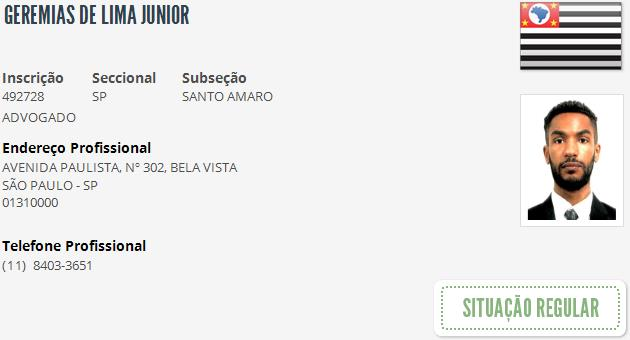 GEREMIAS DE LIMA JUNIOR
Inscrição Seccional Subseção
492728 SP SANTO AMARO
ADVOGADO
Endereço Profissional
AVENIDA PAULISTA, Nº 302, BELA VISTA
SÃO PAULO - SP
01310000
Telefone Profissional
(11) 8403-3651
SITUAÇÃO REGULAR